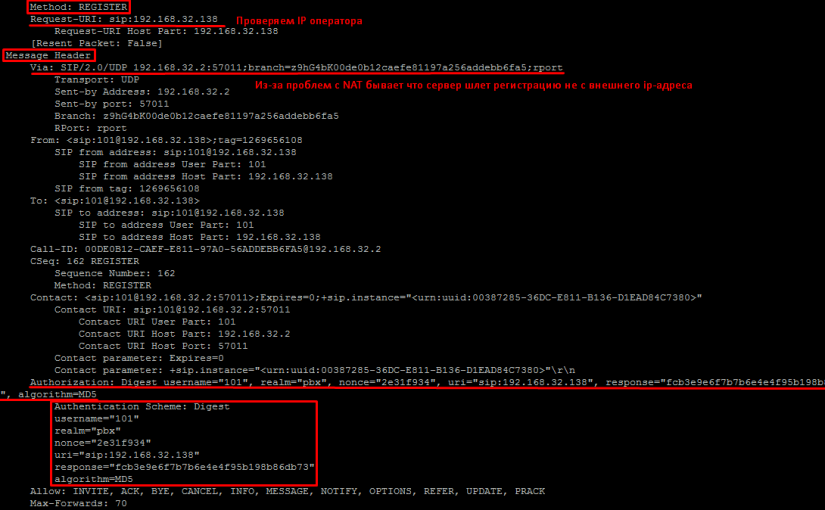 Method: REGISTER
Request-URI: sip:192.168.32.138 Проверяем IP оператора
Request-URI Host Part: 192.168.32.138
[Resent Packet: False]
Message Header
Via: SIP/2.0/UDP 192.168.32.2:57011;branch=z9hG4bK00de0b12caefe81197a256addebb6fa5;rport
Transport: UDP
Из-за проблем с NAT бывает что сервер шлет регистрацию не с внешнего ip-адреса
Sent-by Address: 192.168.32.2
Sent-by port: 57011
Branch: z9hG4bK00de0b12caefe81197a256addebb6fa5
RPort: rport
From: <sip:101@192.168.32.138>;tag=1269656108
SIP from address: sip:101@192.168.32.138
SIP from address User Part: 101
SIP from address Host Part: 192.168.32.138
SIP from tag: 1269656108
To: <sip:101@192.168.32.138>
SIP to address: sip:101@192.168.32.138
SIP to address User Part: 101
SIP to address Host Part: 192.168.32.138
Call-ID: 00DE0B12-CAEF-E811-97A0-56ADDEBB6FA5@192.168.32.2
CSeq: 162 REGISTER
Sequence Number: 162
Method: REGISTER
Contact: <sip:101@192.168.32.2:57011>;Expires=0;+sip.instance="<urn:uuid:00387285-36DC-E811-B136-D1EAD84C7380>"
Contact URI: sip:101@192.168.32.2:57011
Contact URI User Part: 101
Contact URI Host Part: 192.168.32.2
Contact URI Host Port: 57011
Contact parameter: Expires=0
Contact parameter: +sip.instance="<urn:uuid:00387285-36DC-E811-B136-D1EAD84C7380>"\r\n
Authorization: Digest username="101", realm="pbx", nonce="2e31f934", uri="sip:192.168.32.138", response="fcb3e9e6f7b7b6e4e4f95b198b8
", algorithm=MD5
Authentication Scheme: Digest
username="101"
realm="pbx"
nonce="2e31f934"
uri="sip:192.168.32.138"
response="fcb3e9e6f7b7b6e4e4f95b198b86db73"
algorithm=MD5
Allow: INVITE, ACK, BYE, CANCEL, INFO, MESSAGE, NOTIFY, OPTIONS, REFER, UPDATE, PRACK
Max-Forwards: 70